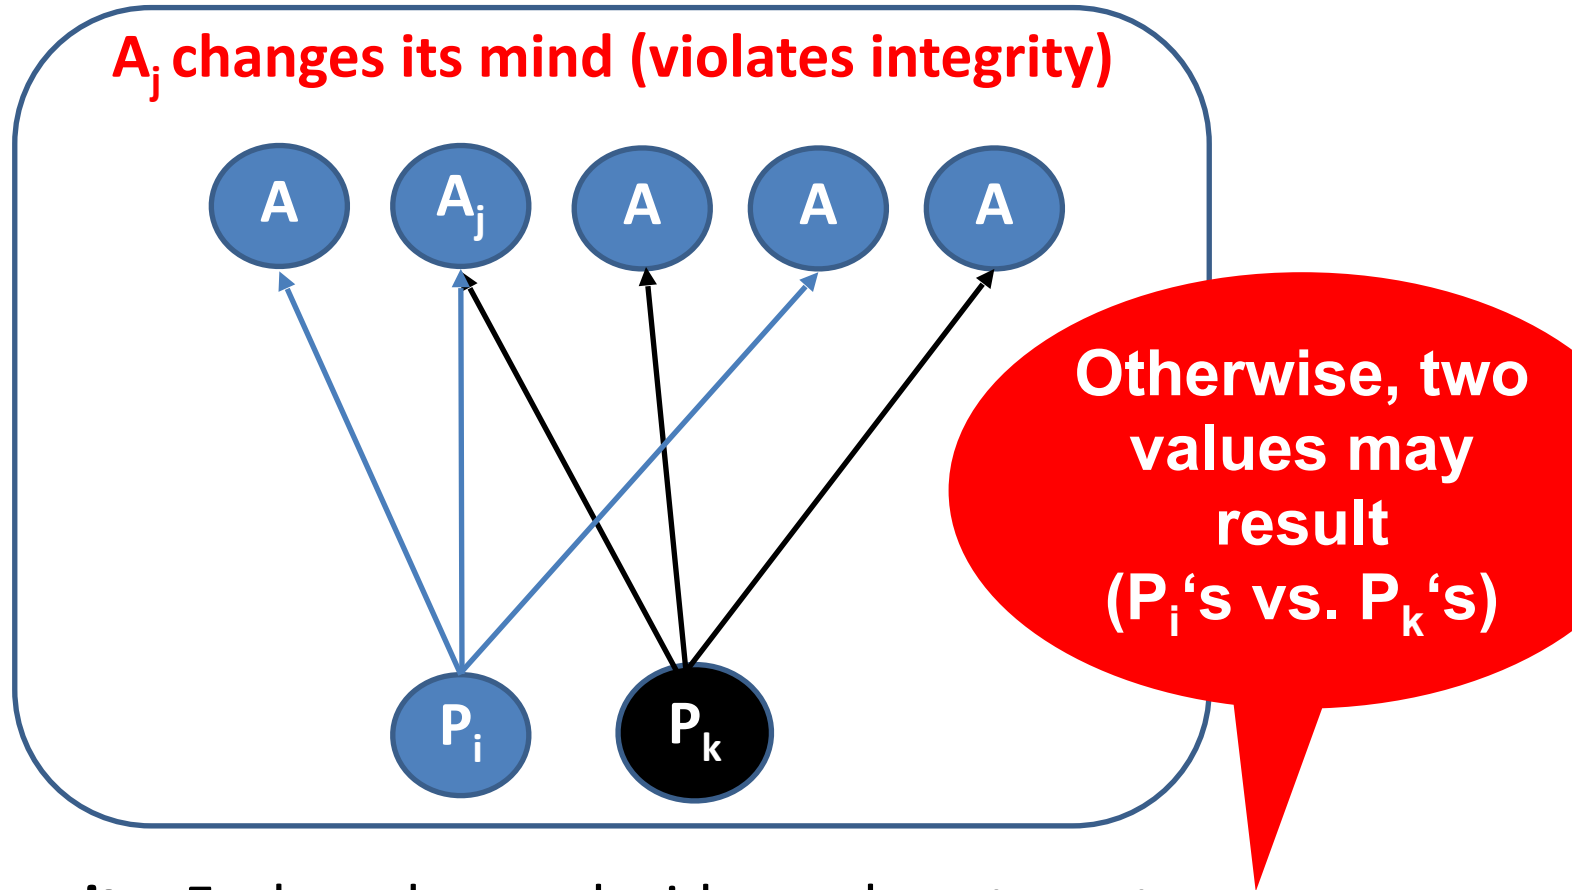 Aj changes its mind (violates integrity)
A Aj A A A
Otherwise, two
values may
result
(Pi‘s vs. Pk‘s)
Pi Pk